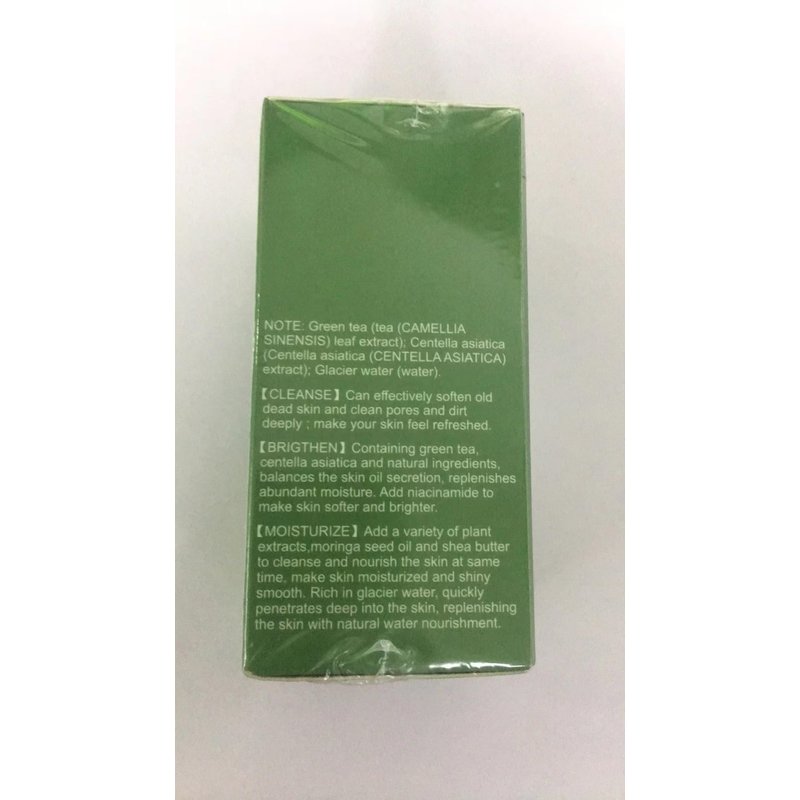 NOTE: Green tea (tea (CAMELLIA
SINENSIS) leaf extract); Centella asiatica
(Centella asiatica (CENTELLA ASIATICA)
extract); Glacier water (water).
【CLEANSE】Can effectively soften old
dead skin and clean pores and dirt
deeply ; make your skin feel refreshed.
【BRIGTHEN】Containing green tea,
centella asiatica and natural ingredients,
balances the skin oil secretion, replenishes
abundant moisture. Add niacinamide to
make skin softer and brighter.
【MOISTURIZE】Add a variety of plant
extracts,moringa seed oil and shea butter
to cleanse and nourish the skin at same
time, make skin moisturized and shiny
smooth. Rich in glacier water, quickly
penetrates deep into the skin, replenishing
the skin with natural water nourishment.